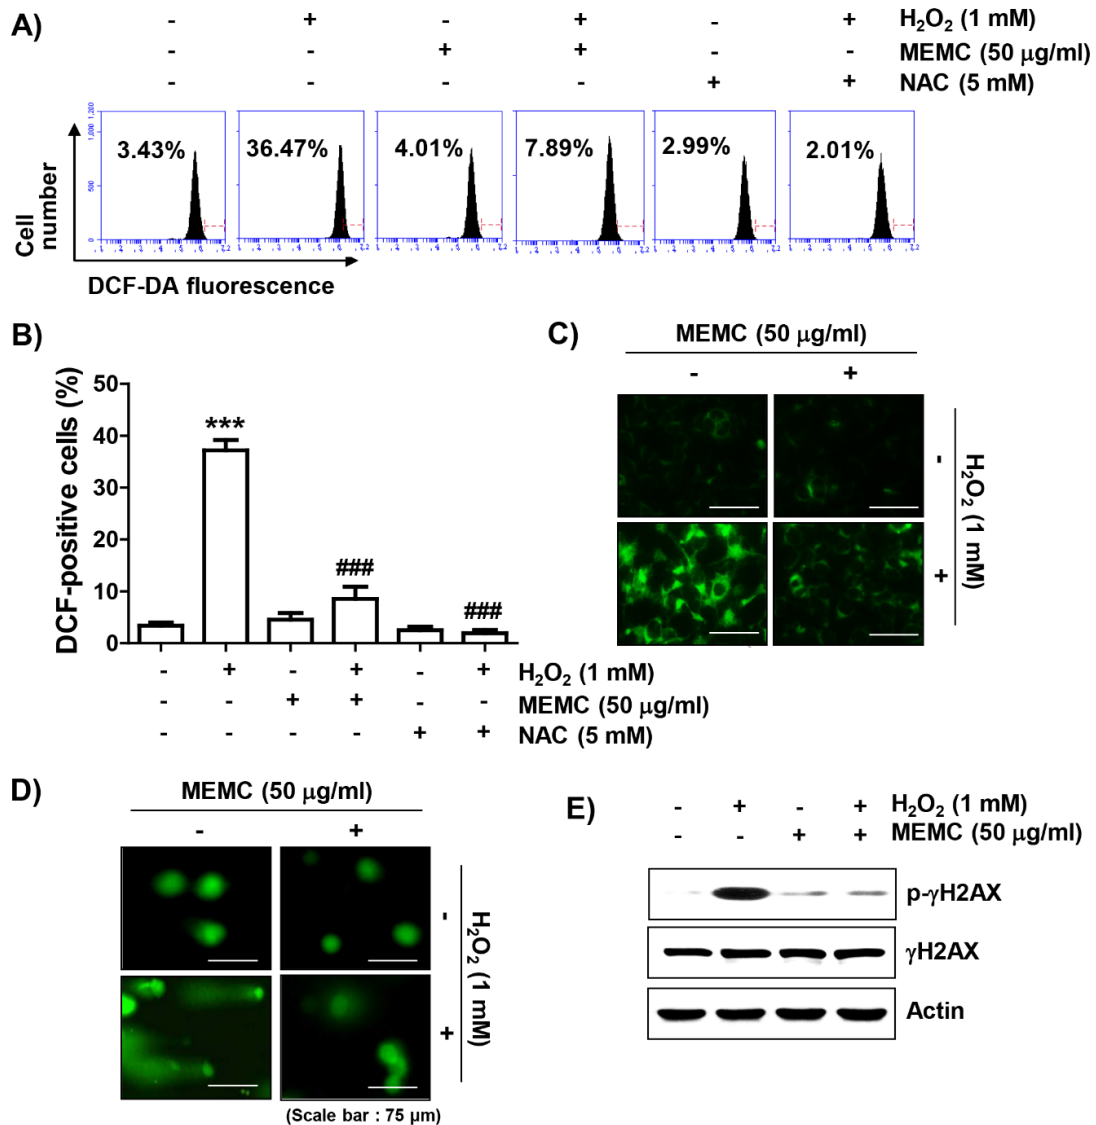 A)
- + - + - + H₂O₂ (1 mM)
- - + + - - MEMC (50 μg/ml)
- - - - + + NAC (5 mM)
3.43% 36.47% 4.01% 7.89% 2.99% 2.01%
Cell number
DCF-DA fluorescence
B)
DCF-positive cells (%)
50
40
30
20
10
0
***
###
###
- + - + - + H₂O₂ (1 mM)
- - + + - - MEMC (50 μg/ml)
- - - - + + NAC (5 mM)
C)
MEMC (50 μg/ml)
- +
-
+
H₂O₂ (1 mM)
D)
MEMC (50 μg/ml)
- +
-
+
H₂O₂ (1 mM)
(Scale bar : 75 μm)
E)
- + - + H₂O₂ (1 mM)
- - + + MEMC (50 μg/ml)
p-γH2AX
γH2AX
Actin